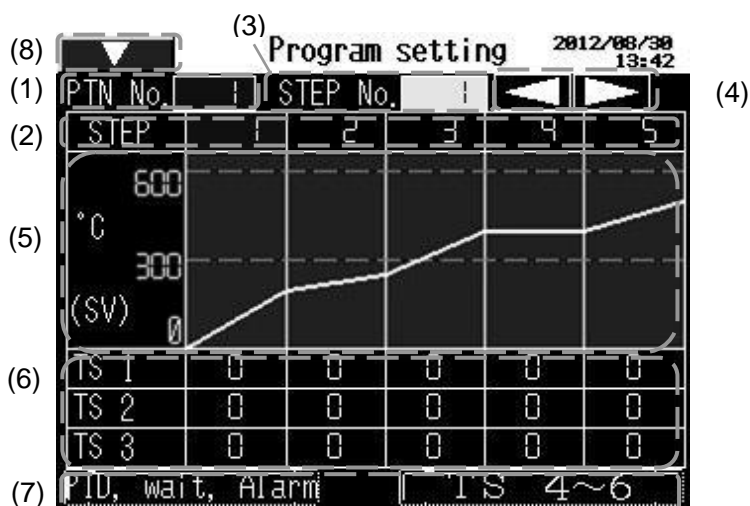 (3)
(8) ▼ Program setting 2012/08/30 13:42
(1) PTN No. 1 STEP No. 1 ◀ ▶ (4)
(2) STEP 1 2 3 4 5
600
(5) °C
300
(SV)
0
(6) TS 1 0 0 0 0 0
TS 2 0 0 0 0 0
TS 3 0 0 0 0 0
(7) PID, wait, Alarm TS 4～6